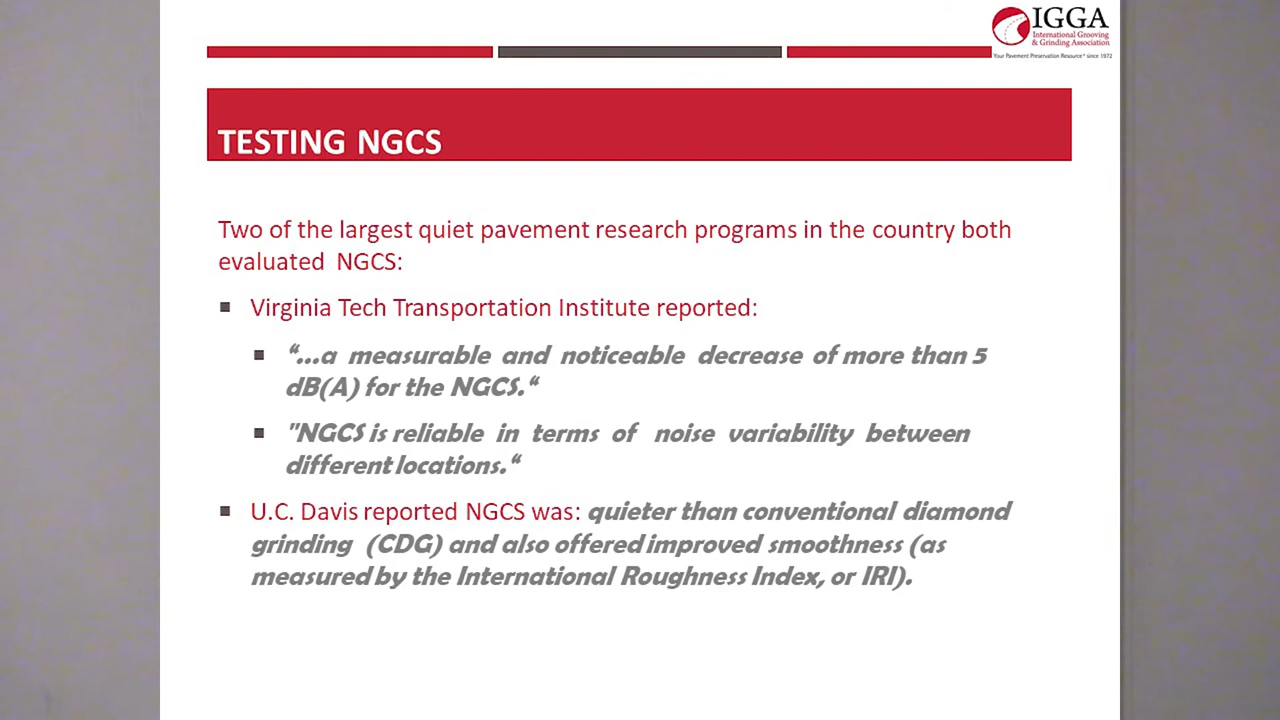 IGGA
International Grooving
& Grinding Association
Your Pavement Preservation Resource® since 1972
TESTING NGCS
Two of the largest quiet pavement research programs in the country both
evaluated NGCS:
Virginia Tech Transportation Institute reported:
“...a measurable and noticeable decrease of more than 5
dB(A) for the NGCS.“
"NGCS is reliable in terms of noise variability between
different locations.“
U.C. Davis reported NGCS was: quieter than conventional diamond
grinding (CDG) and also offered improved smoothness (as
measured by the International Roughness Index, or IRI).